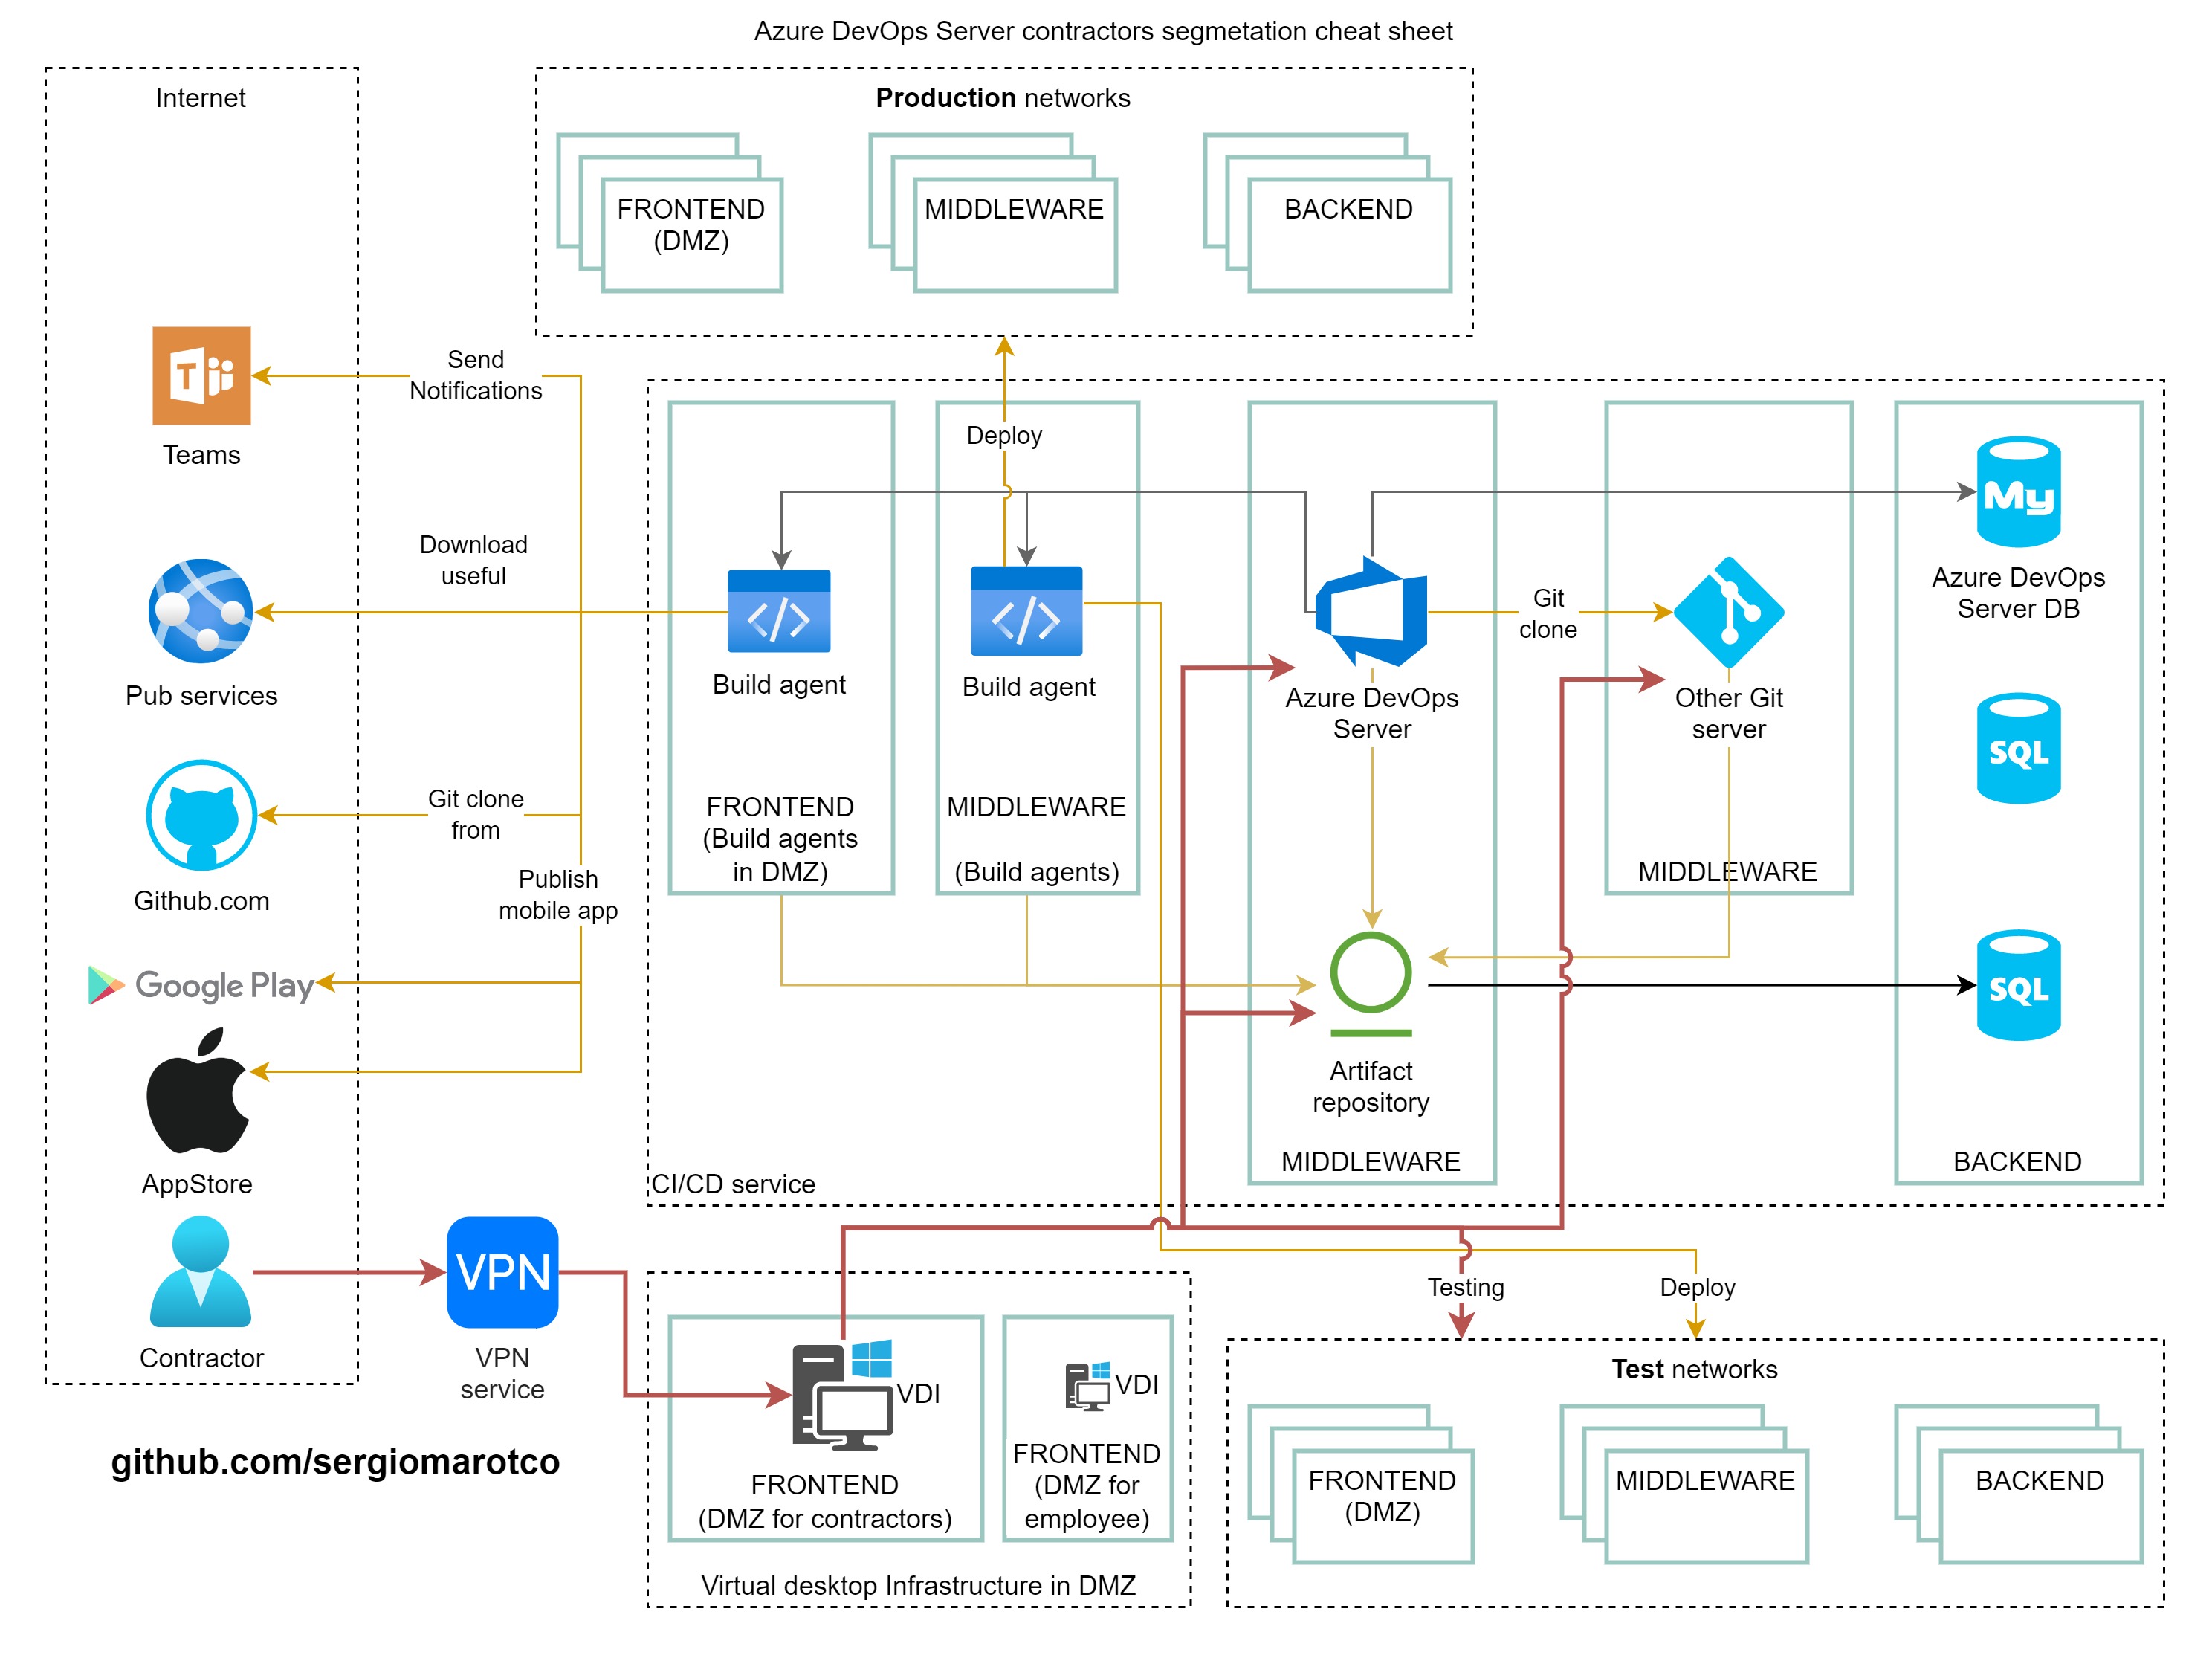 Azure DevOps Server contractors segmetation cheat sheet
Internet
Production networks
FRONTEND
(DMZ)
MIDDLEWARE
BACKEND
Teams
Send
Notifications
Pub services
Download
useful
Github.com
Git clone
from
Publish
mobile app
Google Play
AppStore
Contractor
VPN
VPN
service
github.com/sergiomarotco
Deploy
Build agent
FRONTEND
(Build agents
in DMZ)
Build agent
MIDDLEWARE
(Build agents)
Azure DevOps
Server
Git
clone
Artifact
repository
MIDDLEWARE
Other Git
server
MIDDLEWARE
My
Azure DevOps
Server DB
SQL
SQL
BACKEND
CI/CD service
VDI
FRONTEND
(DMZ for contractors)
VDI
FRONTEND
(DMZ for
employee)
Virtual desktop Infrastructure in DMZ
Testing
Deploy
Test networks
FRONTEND
(DMZ)
MIDDLEWARE
BACKEND